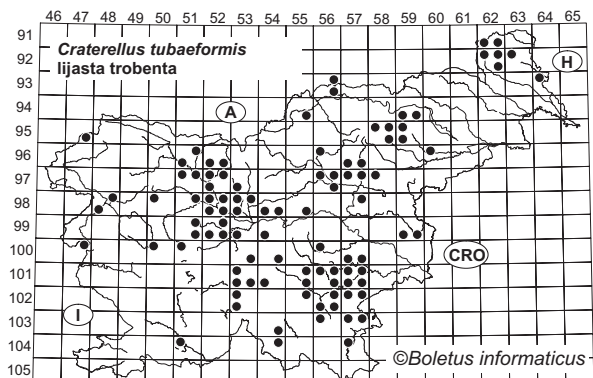 46 47 48 49 50 51 52 53 54 55 56 57 58 59 60 61 62 63 64 65
91
Craterellus tubaeformis
lijasta trobenta
92
H
93
94
A
95
96
97
98
99
100
CRO
101
102
I
103
104
©Boletus informaticus
105